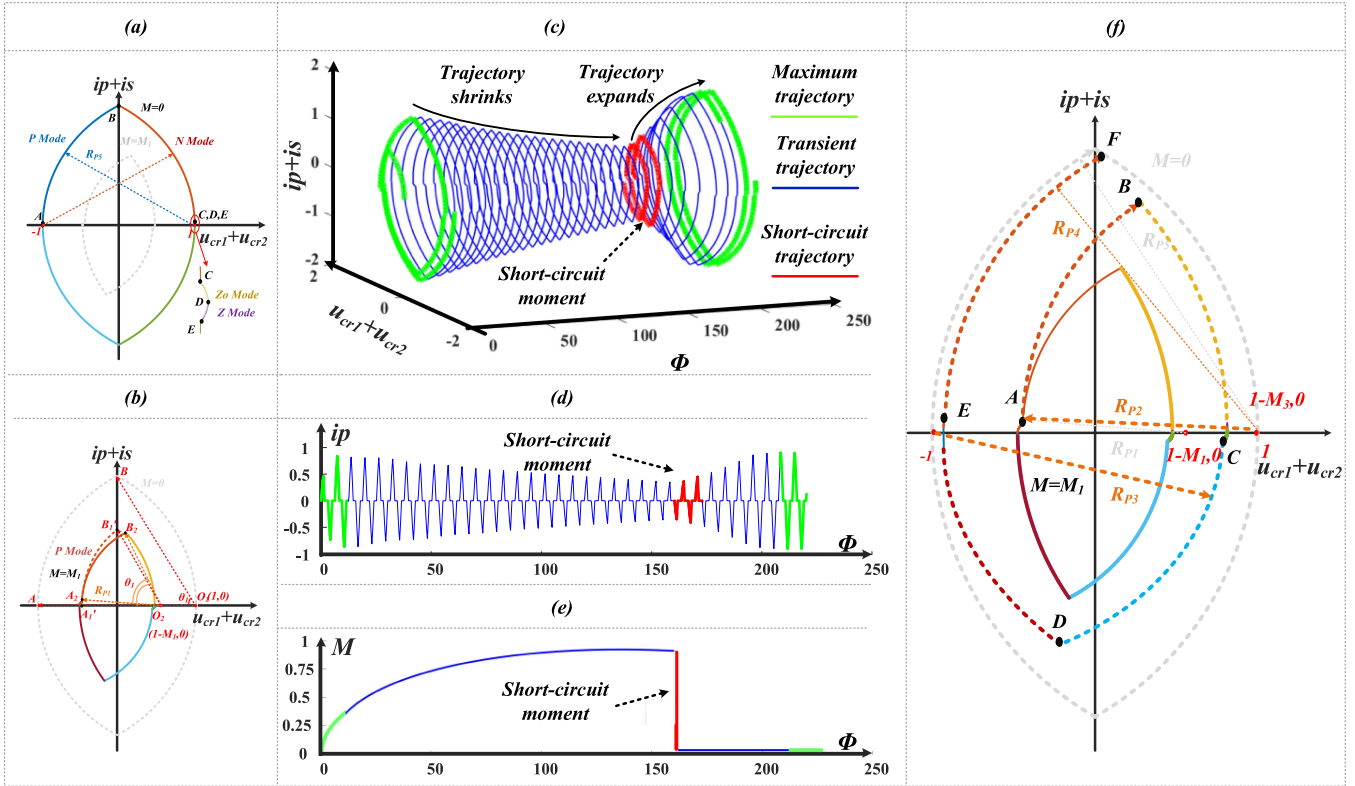 (a)
ip+is
M=0
B
P Mode
N Mode
M=M1
RP5
A
C,D,E
-1
1
ucr1+ucr2
C
Zo Mode
D
Z Mode
E
(b)
ip+is
B
M=0
B1
B2
P Mode
M=M1
θ1
RP1
A
A2
θ1
O(1,0)
A1'
O2
ucr1+ucr2
(1-M1,0)
(c)
2
1
0
-1
-2
ip+is
Trajectory
shrinks
Trajectory
expands
Maximum
trajectory
Transient
trajectory
Short-circuit
trajectory
Short-circuit
moment
2
0
-2
ucr1+ucr2
0
50
100
150
200
250
Φ
(d)
ip
1
0.5
0
-0.5
-1
Short-circuit
moment
Φ
0
50
100
150
200
250
(e)
M
1
0.75
0.5
0.25
0
Short-circuit
moment
Φ
0
50
100
150
200
250
(f)
ip+is
F
M=0
B
RP4
RP5
E
A
RP2
1-M3,0
RP1
-1
1-M1,0
C
1
ucr1+ucr2
M=M1
RP3
D